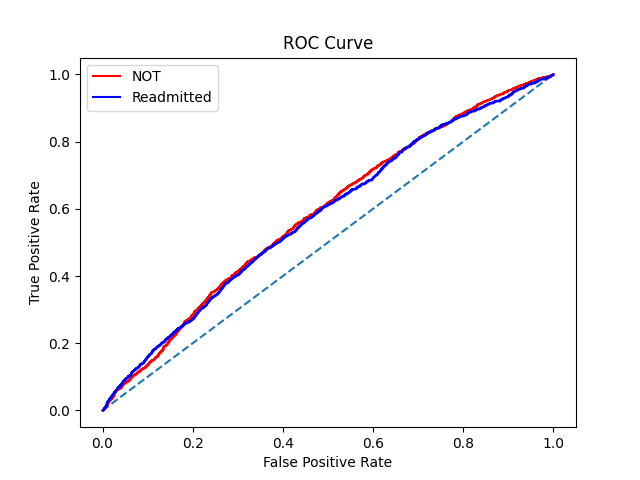 ROC Curve
NOT
Readmitted
True Positive Rate
1.0
0.8
0.6
0.4
0.2
0.0
0.0 0.2 0.4 0.6 0.8 1.0
False Positive Rate